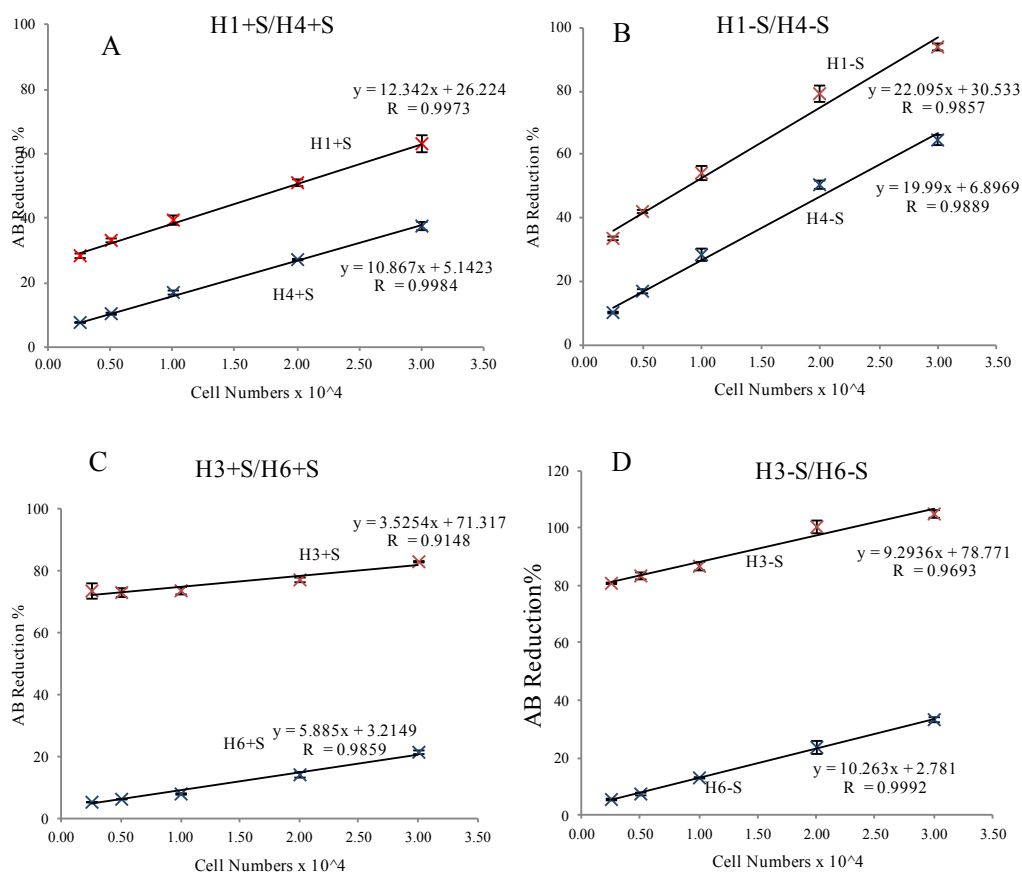 H1+S/H4+S
A
100
80
60
40
20
0
AB Reduction %
y = 12.342x + 26.224
R = 0.9973
H1+S
y = 10.867x + 5.1423
R = 0.9984
H4+S
0.00 0.50 1.00 1.50 2.00 2.50 3.00 3.50
Cell Numbers x 10^4
H1-S/H4-S
B
100
80
60
40
20
0
AB Reduction %
H1-S
y = 22.095x + 30.533
R = 0.9857
y = 19.99x + 6.8969
R = 0.9889
H4-S
0.00 0.50 1.00 1.50 2.00 2.50 3.00 3.50
Cell Numbers x 10^4
C
H3+S/H6+S
100
80
60
40
20
0
AB Reduction %
y = 3.5254x + 71.317
R = 0.9148
H3+S
y = 5.885x + 3.2149
R = 0.9859
H6+S
0.00 0.50 1.00 1.50 2.00 2.50 3.00 3.50
Cell Numbers x 10^4
D
H3-S/H6-S
120
100
80
60
40
20
0
AB Reduction%
H3-S
y = 9.2936x + 78.771
R = 0.9693
y = 10.263x + 2.781
R = 0.9992
H6-S
0.00 0.50 1.00 1.50 2.00 2.50 3.00 3.50
Cell Numbers x 10^4